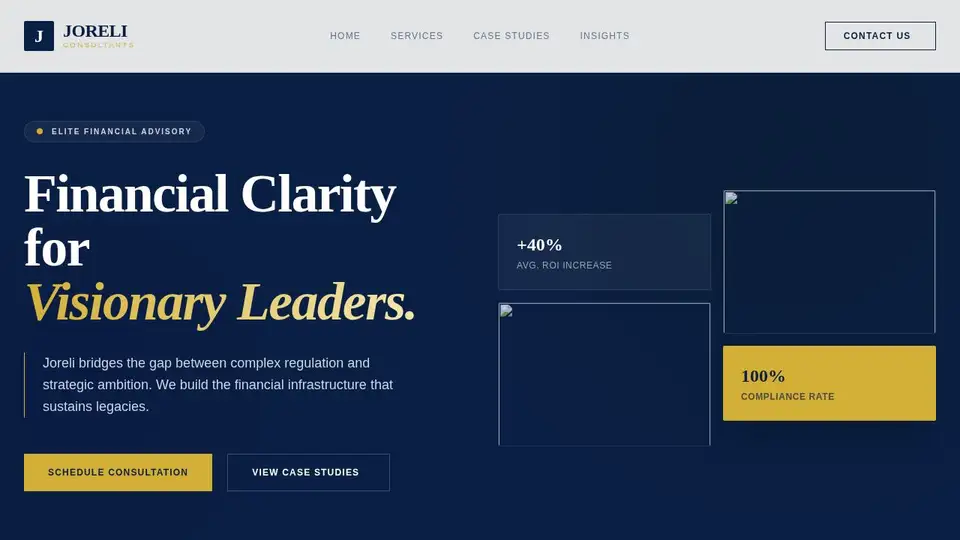 J
JORELI
CONSULTANTS
HOME
SERVICES
CASE STUDIES
INSIGHTS
CONTACT US
ELITE FINANCIAL ADVISORY
Financial Clarity
for
Visionary Leaders.
Joreli bridges the gap between complex regulation and
strategic ambition. We build the financial infrastructure that
sustains legacies.
SCHEDULE CONSULTATION
VIEW CASE STUDIES
+40%
AVG. ROI INCREASE
100%
COMPLIANCE RATE